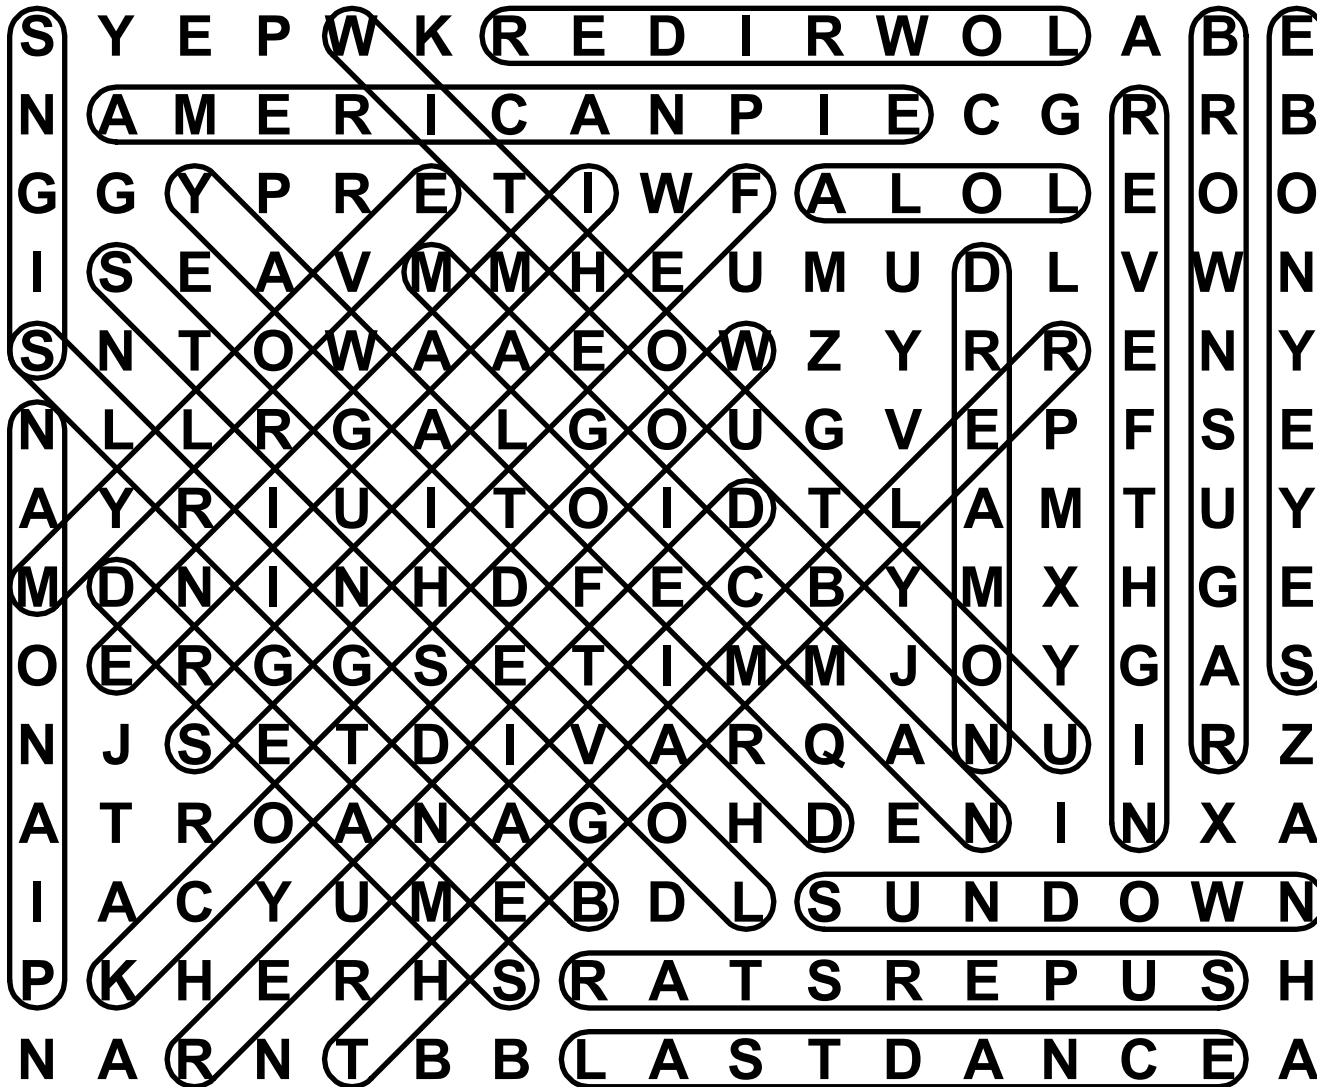 S Y E P W K R E D I R W O L A B E
N A M E R I C A N P I E C G R R B
G G Y P R E T I W F A L O L E O O
I S E A V M M H E U M U D L V W N
S N T O W A A E O W Z Y R R E N Y
N L L R G A L G O U G V E P F S E
A Y R I U I T O I D T L A M T U Y
M D N I N H D F E C B Y M X H G E
O E R G G S E T I M M J O Y G A S
N J S E T D I V A R Q A N U I R Z
A T R O A N A G O H D E N I N X A
I A C Y U M E B D L S U N D O W N
P K H E R H S R A T S R E P U S H
N A R N T B B L A S T D A N C E A